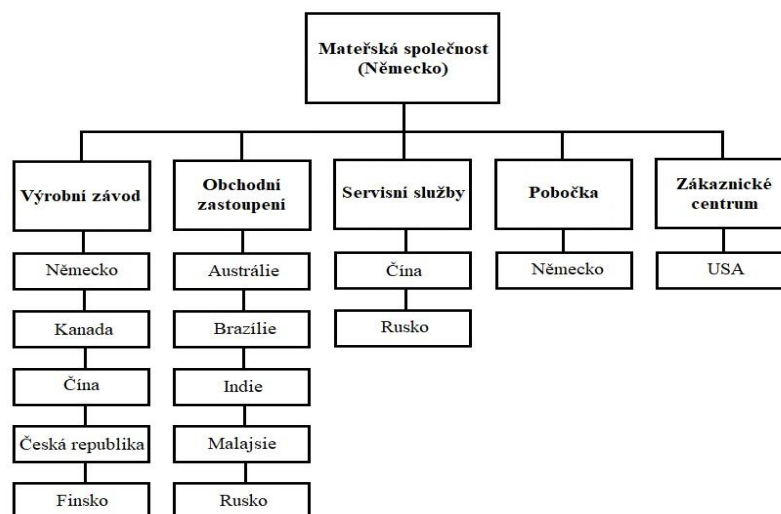 Mateřská společnost
(Německo)
Výrobní závod
Obchodní
zastoupení
Servisní služby
Pobočka
Zákaznické
centrum
Německo
Austrálie
Čína
Německo
USA
Kanada
Brazílie
Rusko
Čína
Indie
Česká republika
Malajsie
Finsko
Rusko